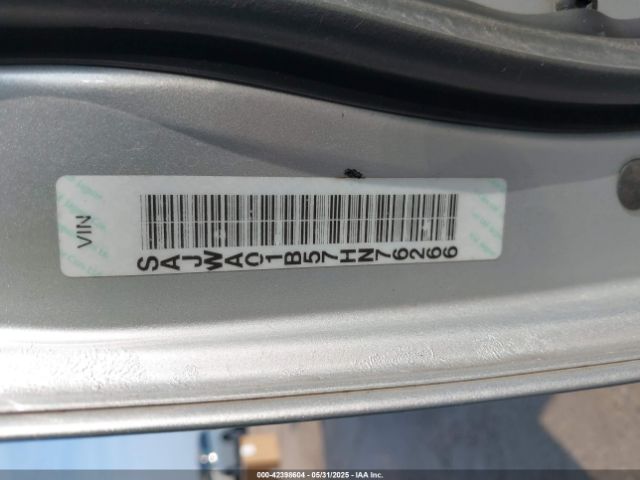 VIN
SAJWA01B57HN76266
000-42398604 - 05/31/2025 - IAA Inc.